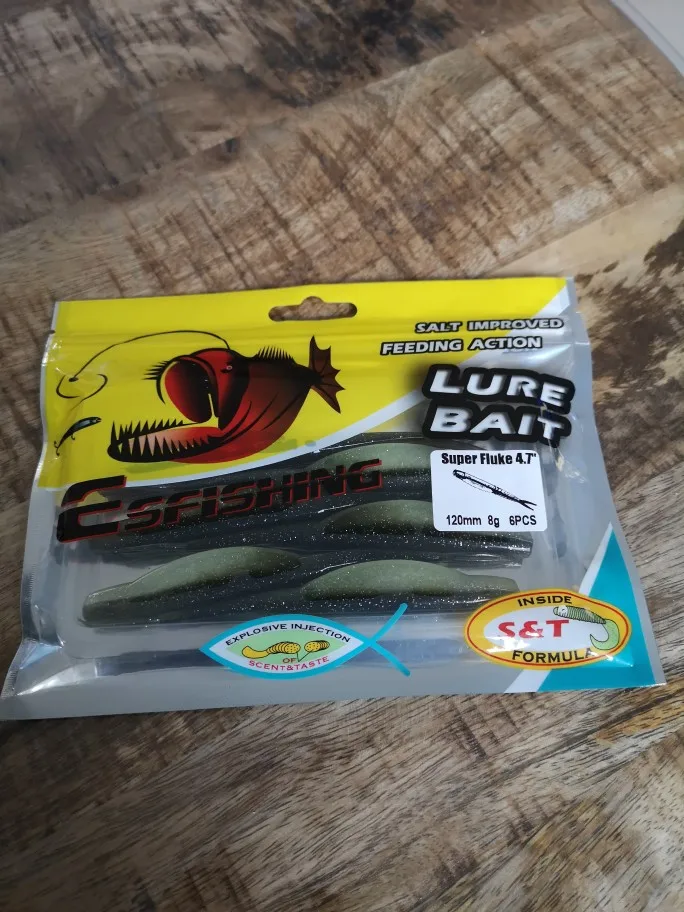 SALT IMPROVED
FEEDING ACTION
LURE
BAIT
ESFISHING
Super Fluke 4.7"
120mm 8g 6PCS
EXPLOSIVE INJECTION
OF
SCENT&TASTE
INSIDE
S&T
FORMULA